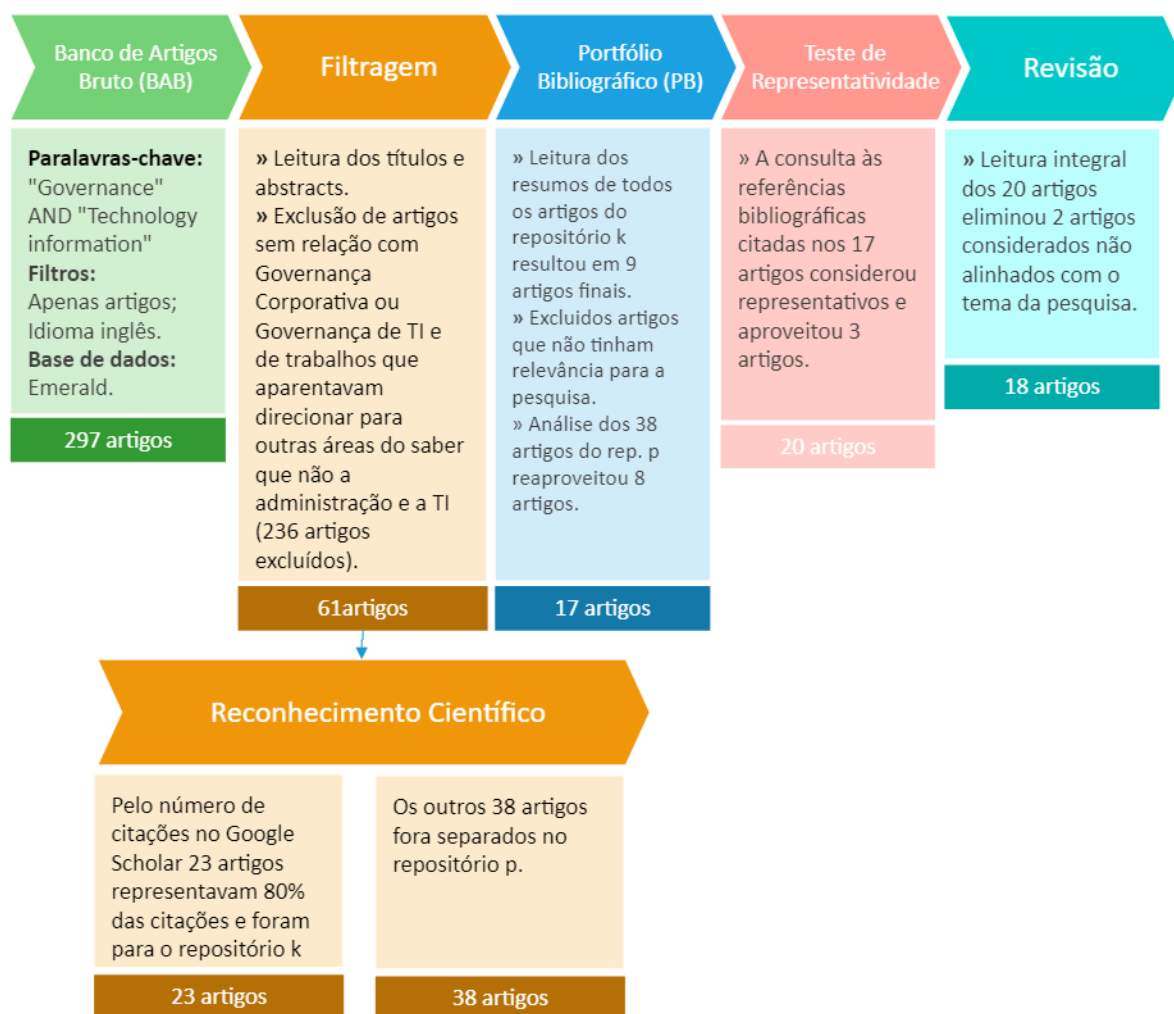 Banco de Artigos
Bruto (BAB)
Filtragem
Portfólio
Bibliográfico (PB)
Teste de
Representatividade
Revisão
Paralavras-chave:
"Governance"
AND "Technology
information"
Filtros:
Apenas artigos;
Idioma inglês.
Base de dados:
Emerald.
297 artigos
» Leitura dos títulos e
abstracts.
» Exclusão de artigos
sem relação com
Governança
Corporativa ou
Governança de TI e
de trabalhos que
aparentavam
direcionar para
outras áreas do saber
que não a
administração e a TI
(236 artigos
excluídos).
61artigos
» Leitura dos
resumos de todos
os artigos do
repositório k
resultou em 9
artigos finais.
» Excluidos artigos
que não tinham
relevância para a
pesquisa.
» Análise dos 38
artigos do rep. p
reaproveitou 8
artigos.
17 artigos
» A consulta às
referências
bibliográficas
citadas nos 17
artigos considerou
representativos e
aproveitou 3
artigos.
20 artigos
» Leitura integral
dos 20 artigos
eliminou 2 artigos
considerados não
alinhados com o
tema da pesquisa.
18 artigos
Reconhecimento Científico
Pelo número de
citações no Google
Scholar 23 artigos
representavam 80%
das citações e foram
para o repositório k
23 artigos
Os outros 38 artigos
fora separados no
repositório p.
38 artigos